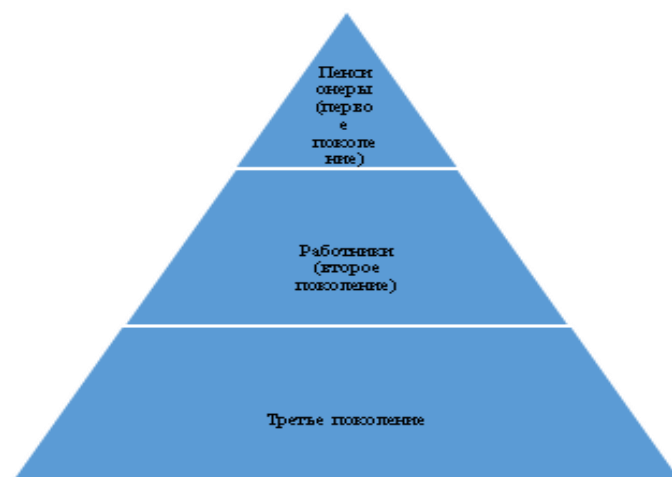 Пенси
онеры
(перво
е
поколе
ние)
Работники
(второе
поколение)
Третье поколение